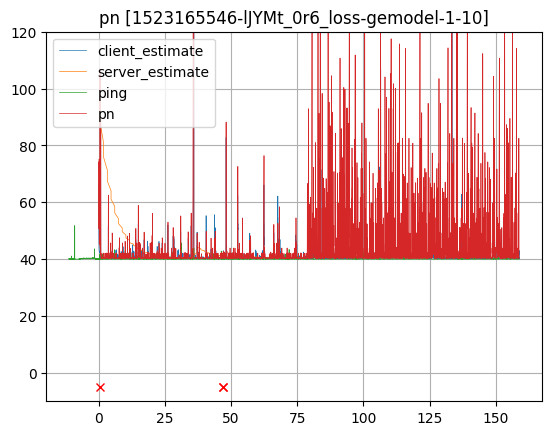 pn [1523165546-lJYMt_0r6_loss-gemodel-1-10]
client_estimate
server_estimate
ping
pn
120
100
80
60
40
20
0
0 25 50 75 100 125 150